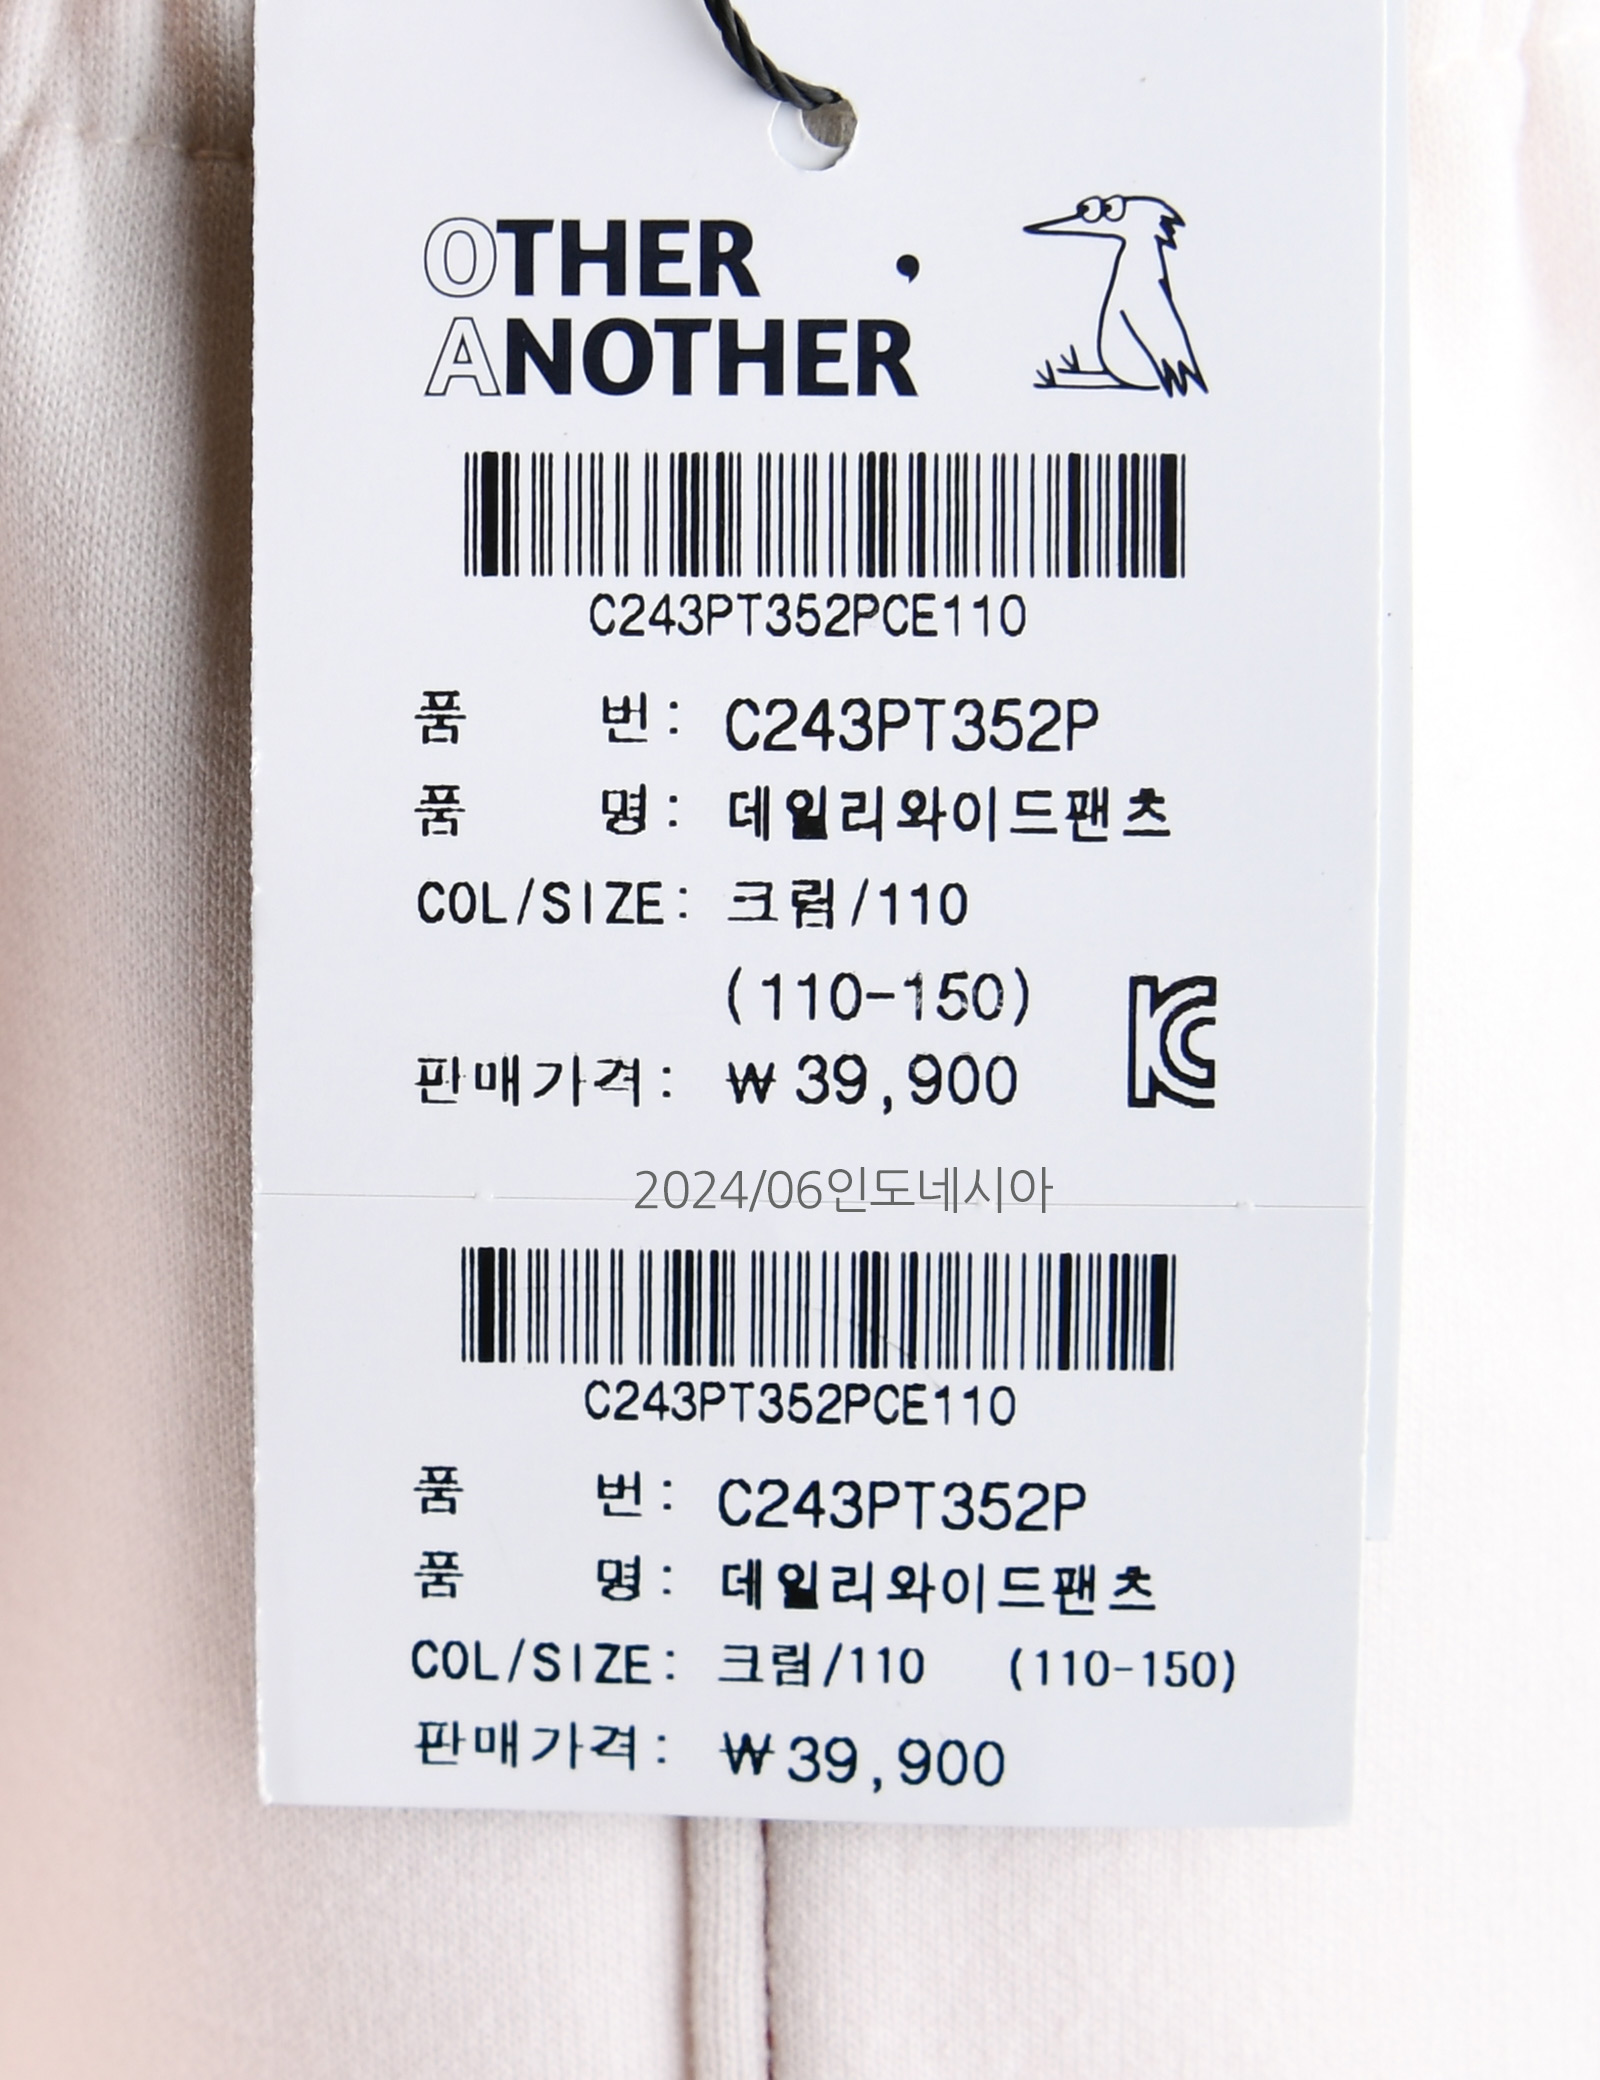 OTHER,
ANOTHER
C243PT352PCE110
품 번: C243PT352P
품 명: 데일리와이드팬츠
COL/SIZE: 크림/110
(110-150)
KC
판매가격: ₩39,900
2024/06인도네시아
C243PT352PCE110
품 번: C243PT352P
품 명: 데일리와이드팬츠
COL/SIZE: 크림/110 (110-150)
판매가격: ₩39,900